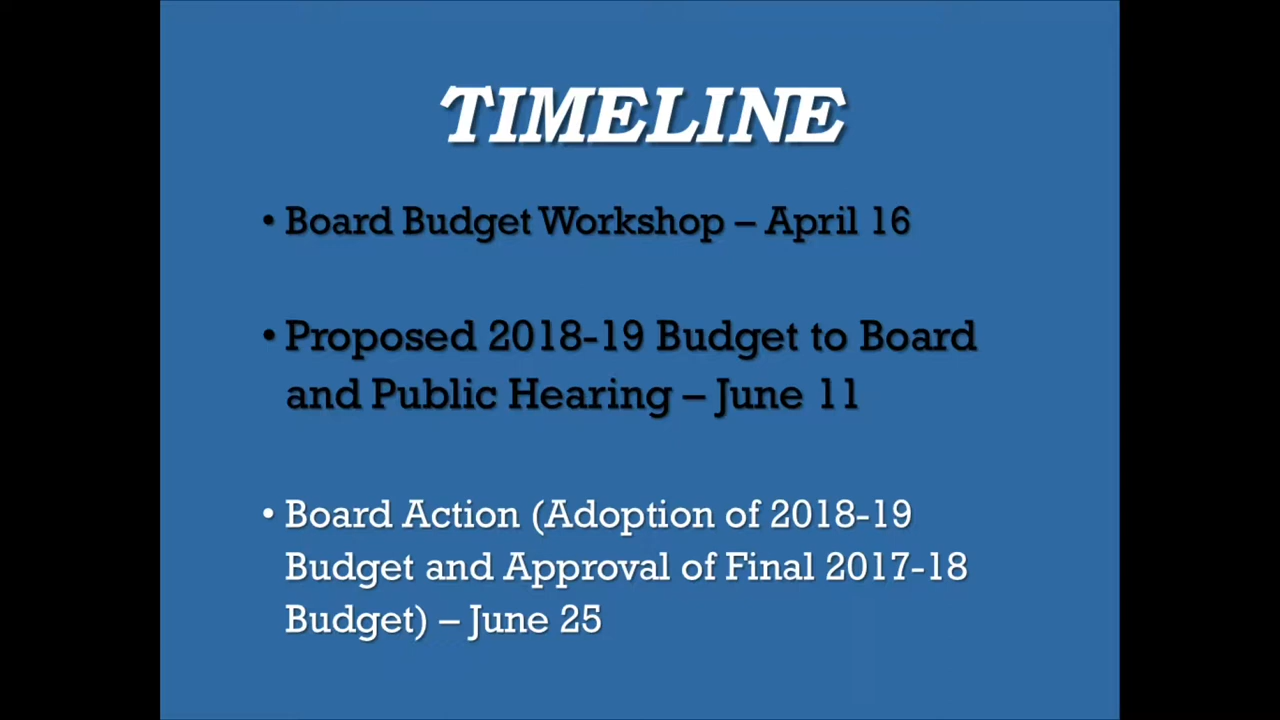 TIMELINE
• Board Budget Workshop – April 16
• Proposed 2018-19 Budget to Board
and Public Hearing – June 11
• Board Action (Adoption of 2018-19
Budget and Approval of Final 2017-18
Budget) – June 25